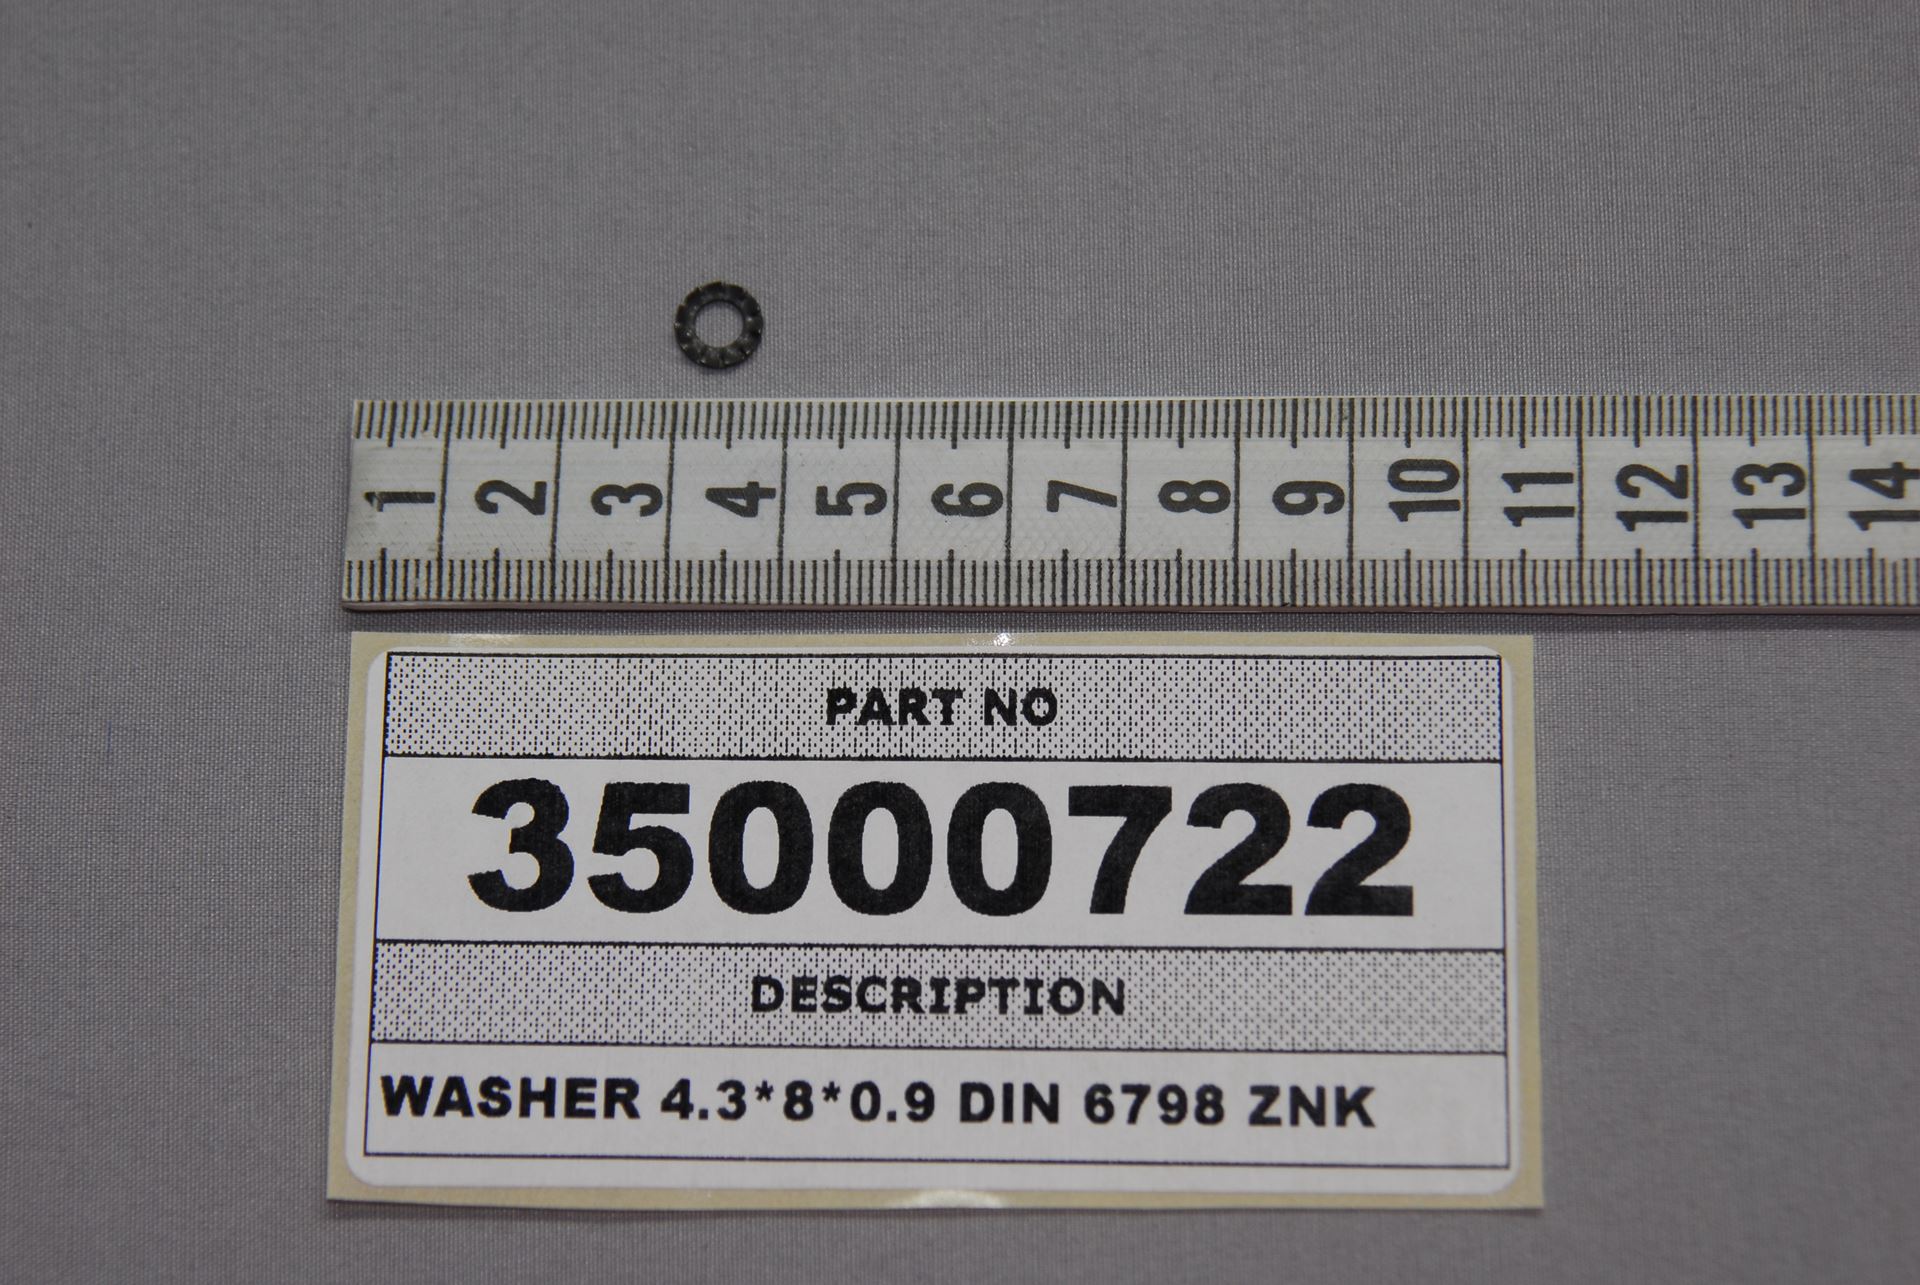 1 2 3 4 5 6 7 8 9 10 11 12 13 14
PART NO
35000722
DESCRIPTION
WASHER 4.3*8*0.9 DIN 6798 ZNK